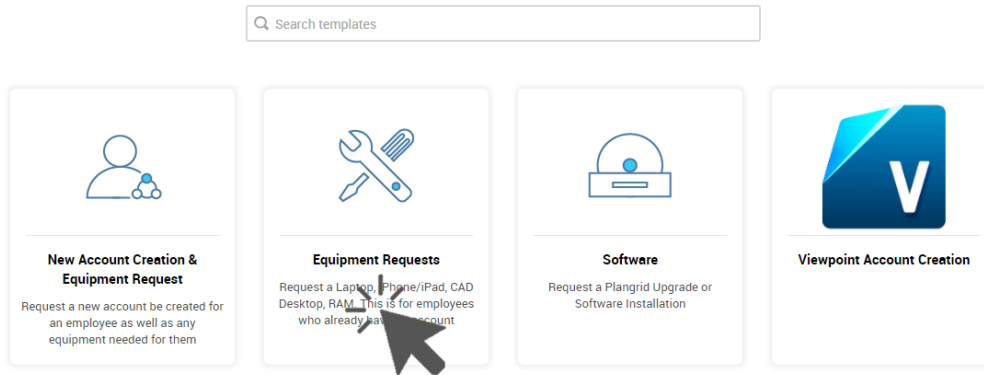 Search templates
New Account Creation &
Equipment Request
Request a new account be created for
an employee as well as any
equipment needed for them
Equipment Requests
Request a Laptop, iPhone/iPad, CAD
Desktop, RAM. This is for employees
who already have account
Software
Request a Plangrid Upgrade or
Software Installation
V
Viewpoint Account Creation